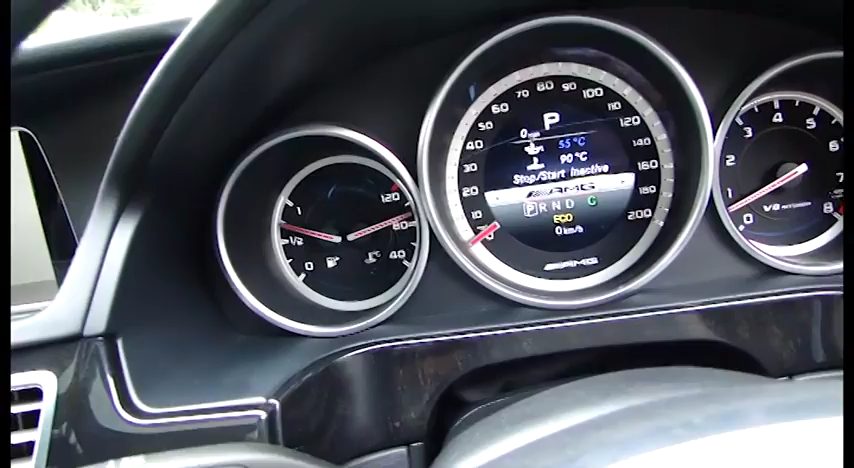 1
1/2
0
120
80
40
10
20
30
40
50
60
70
80
90
100
120
140
160
180
200
P
0 mph
55°C
90°C
Stop/Start Inactive
AMG
P R N D C
ECO
0 km/h
AMG
0
1
2
3
4
5
6
7
8
V8